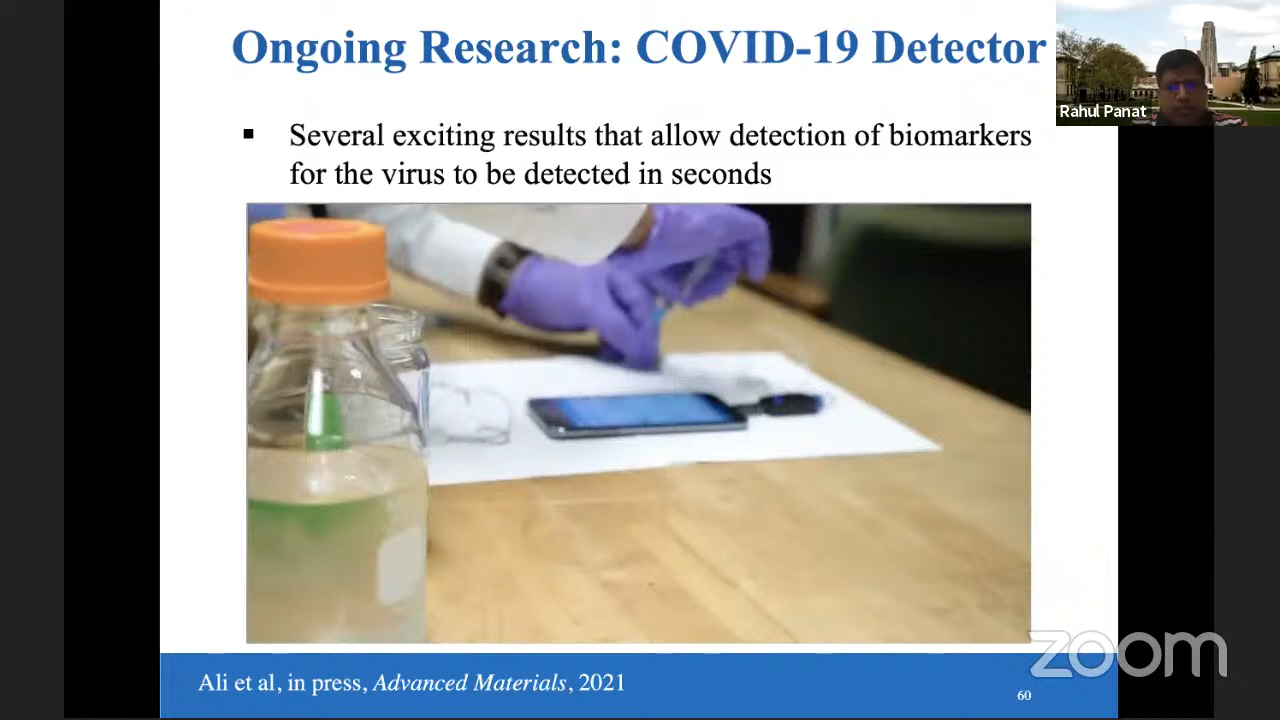 Ongoing Research: COVID-19 Detector
Rahul Panat
▪ Several exciting results that allow detection of biomarkers
for the virus to be detected in seconds
Ali et al, in press, Advanced Materials, 2021
60
zoom